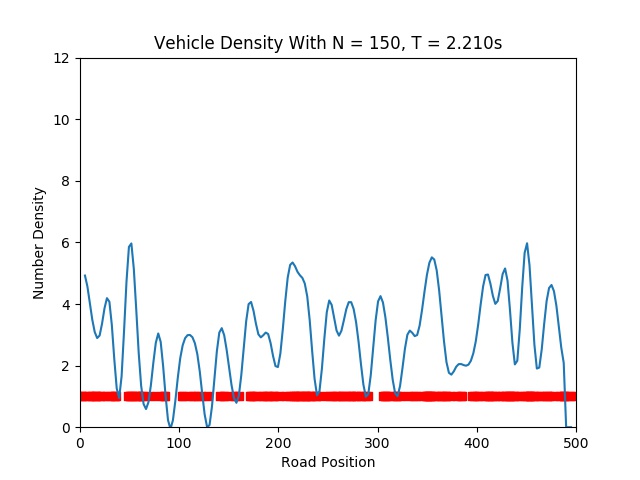 Vehicle Density With N = 150, T = 2.210s
12
10
8
6
4
2
0
Number Density
0 100 200 300 400 500
Road Position